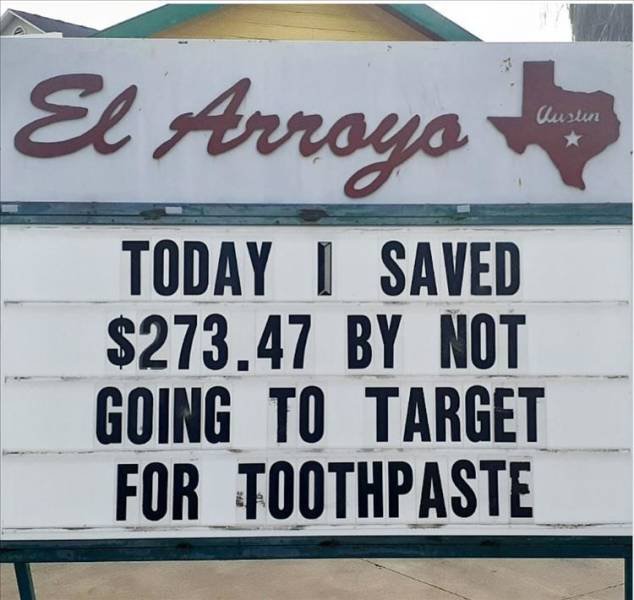 El Arroyo
Austin
TODAY I SAVED
$273.47 BY NOT
GOING TO TARGET
FOR TOOTHPASTE